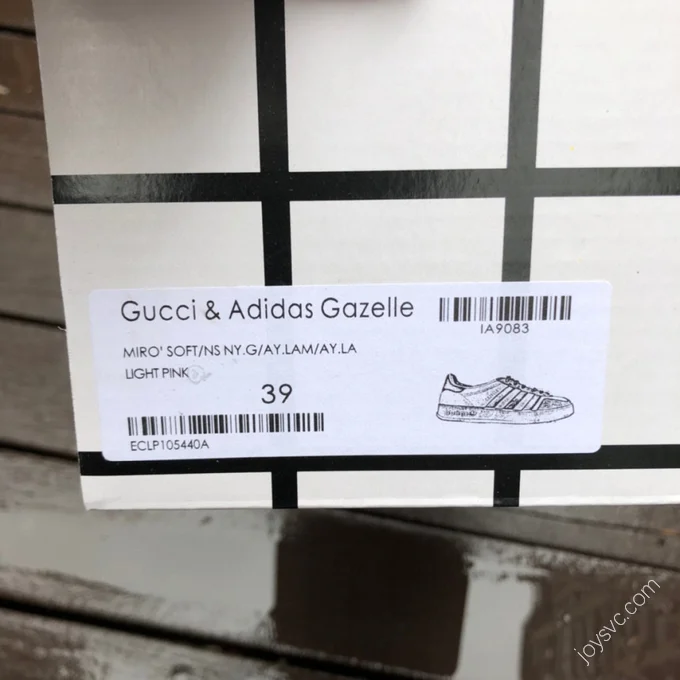 Gucci & Adidas Gazelle
IA9083
MIRO' SOFT/NS NY.G/AY.LAM/AY.LA
LIGHT PINK
39
ECLP105440A
joysvc.com